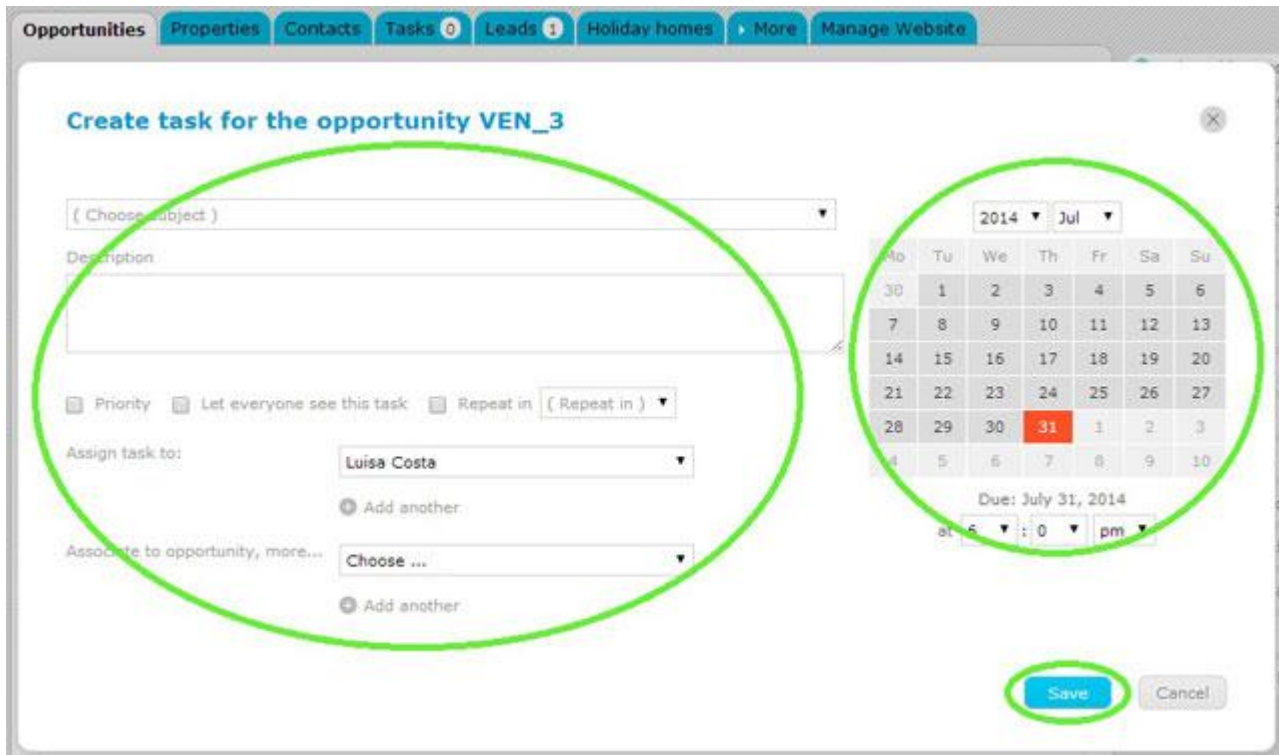 Opportunities Properties Contacts Tasks 0 Leads 1 Holiday homes More Manage Website
Create task for the opportunity VEN_3
( Choose subject )
Description
Priority Let everyone see this task Repeat in ( Repeat in )
Assign task to: Luisa Costa
Add another
Associate to opportunity, more... Choose ...
Add another
2014 Jul
Mo Tu We Th Fr Sa Su
30 1 2 3 4 5 6
7 8 9 10 11 12 13
14 15 16 17 18 19 20
21 22 23 24 25 26 27
28 29 30 31 1 2 3
4 5 6 7 8 9 10
Due: July 31, 2014
at 6 : 0 pm
Save Cancel